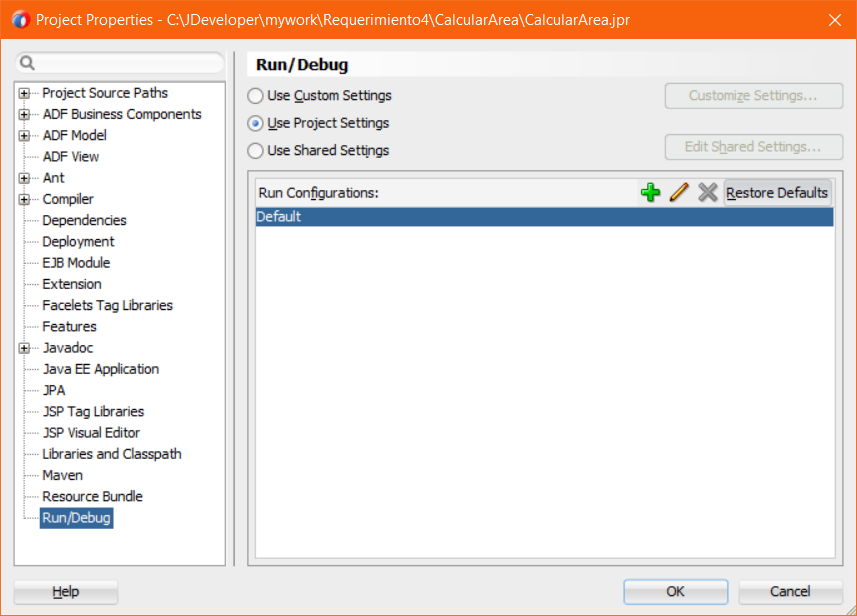 Project Properties - C:\JDeveloper\mywork\Requerimiento4\CalcularArea\CalcularArea.jpr
Project Source Paths
ADF Business Components
ADF Model
ADF View
Ant
Compiler
Dependencies
Deployment
EJB Module
Extension
Facelets Tag Libraries
Features
Javadoc
Java EE Application
JPA
JSP Tag Libraries
JSP Visual Editor
Libraries and Classpath
Maven
Resource Bundle
Run/Debug
Run/Debug
Use Custom Settings
Customize Settings...
Use Project Settings
Use Shared Settings
Edit Shared Settings...
Run Configurations:
Restore Defaults
Default
Help
OK
Cancel